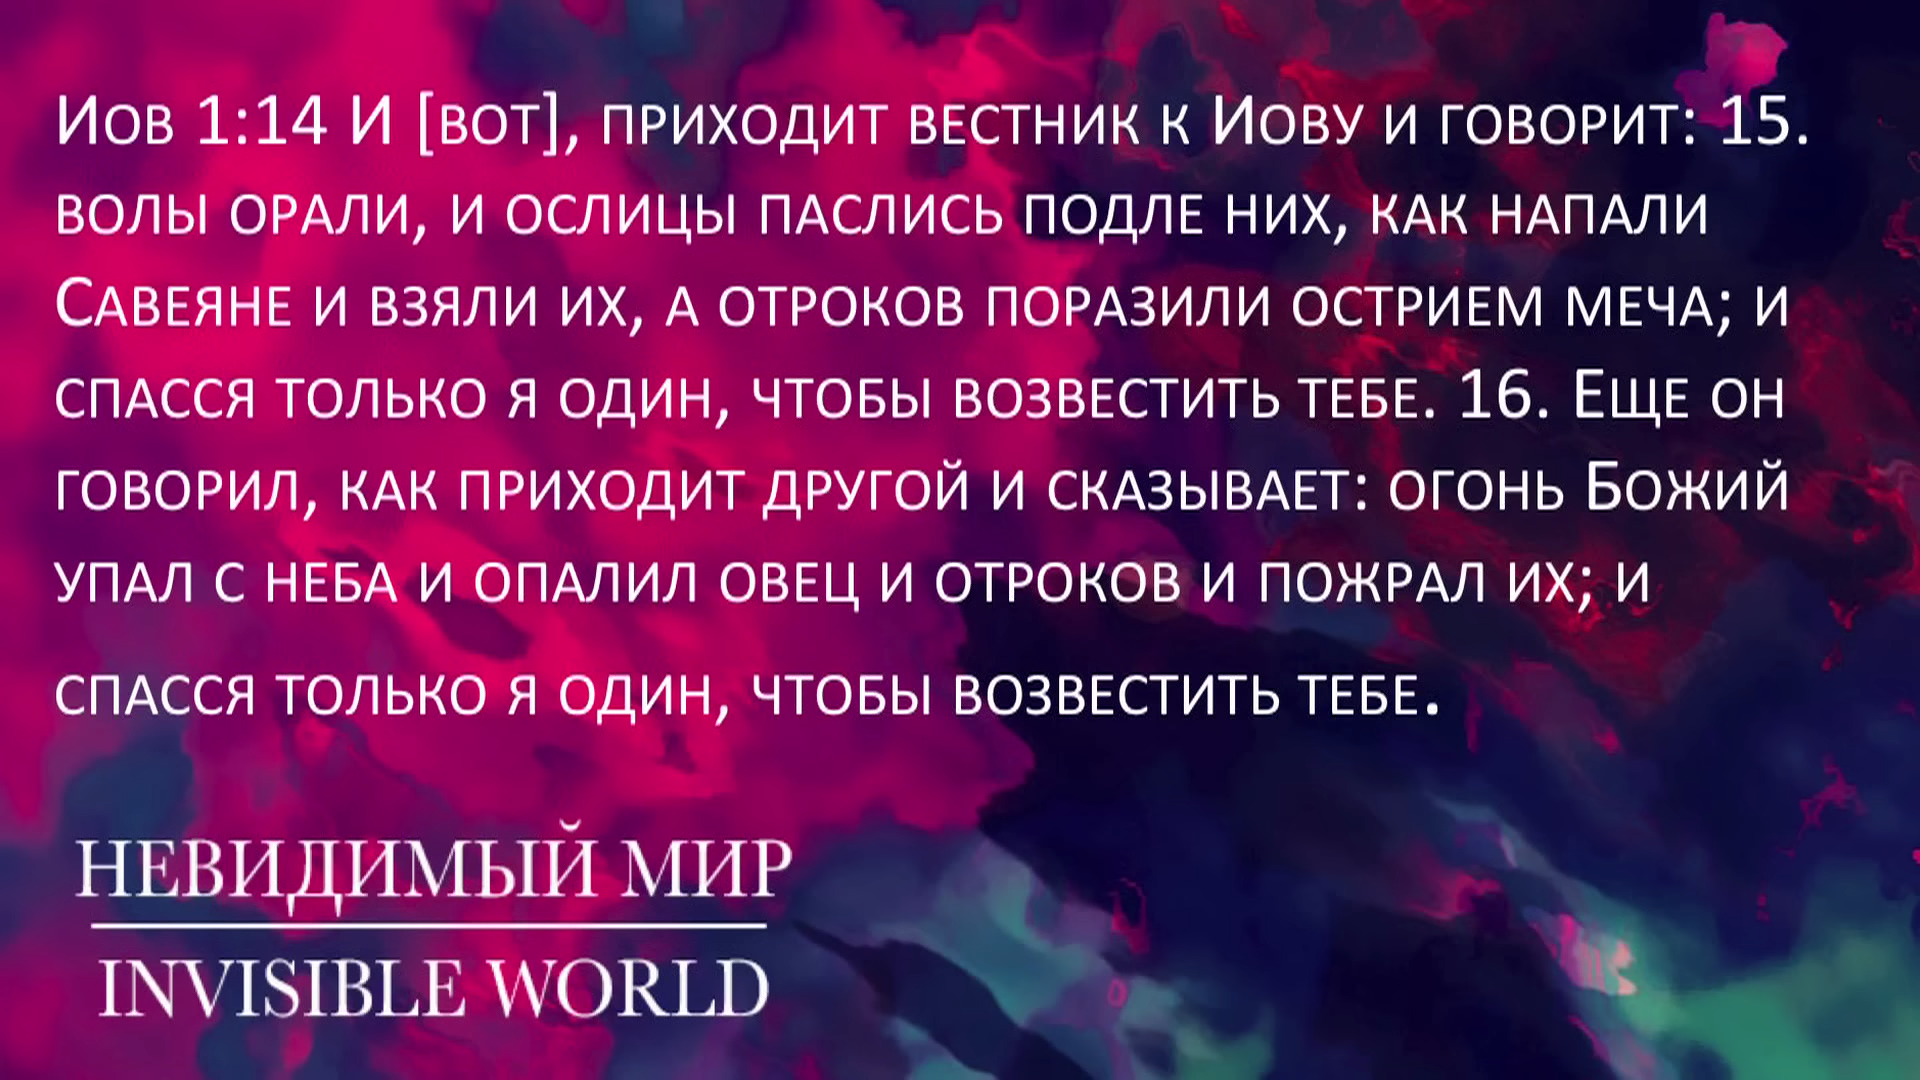 Иов 1:14 И [вот], приходит вестник к Иову и говорит: 15.
волы орали, и ослицы паслись подле них, как напали
Савеяне и взяли их, а отроков поразили острием меча; и
спасся только я один, чтобы возвестить тебе. 16. Еще он
говорил, как приходит другой и сказывает: огонь Божий
упал с неба и опалил овец и отроков и пожрал их; и
спасся только я один, чтобы возвестить тебе.
НЕВИДИМЫЙ МИР
INVISIBLE WORLD